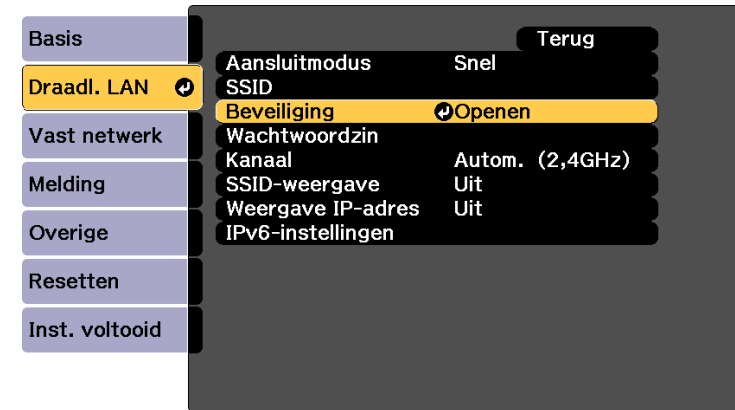 Basis
Draadl. LAN
Vast netwerk
Melding
Overige
Resetten
Inst. voltooid
Terug
Aansluitmodus Snel
SSID
Beveiliging Openen
Wachtwoordzin
Kanaal Autom. (2,4GHz)
SSID-weergave Uit
Weergave IP-adres Uit
IPv6-instellingen